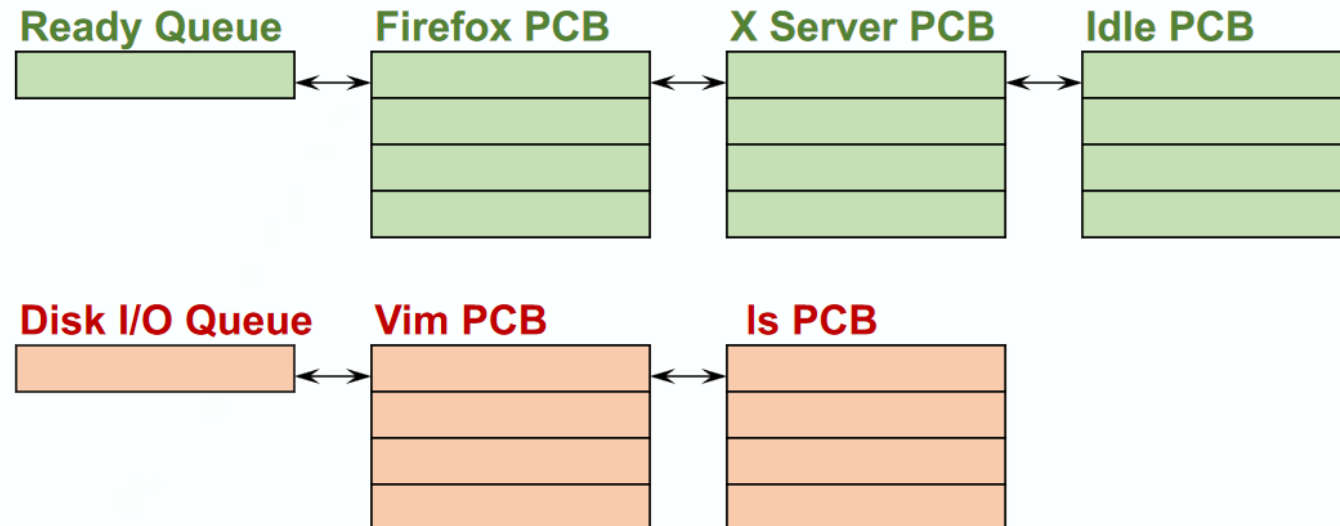 Ready Queue Firefox PCB X Server PCB Idle PCB
Disk I/O Queue Vim PCB ls PCB